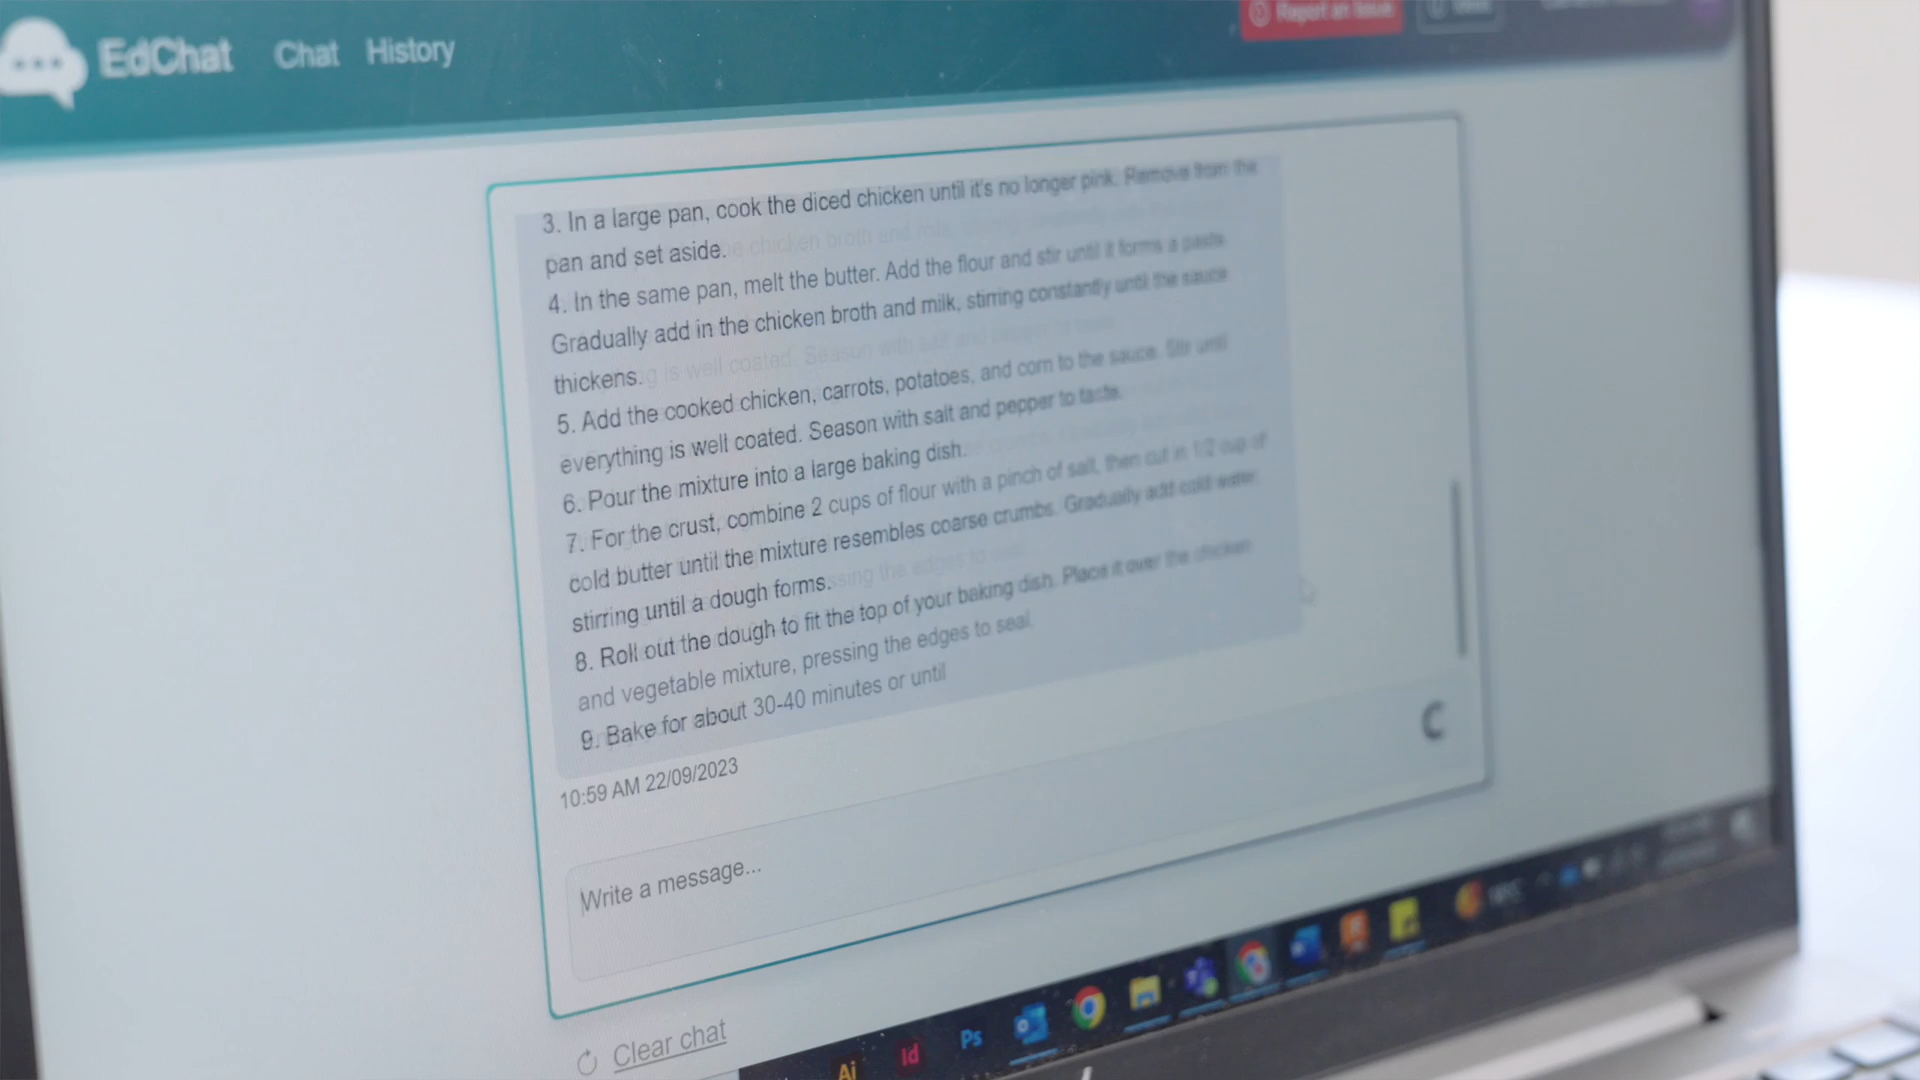 EdChat Chat History
Report an Issue
3. In a large pan, cook the diced chicken until it's no longer pink. Remove from the
pan and set aside.
4. In the same pan, melt the butter. Add the flour and stir until it forms a paste.
Gradually add in the chicken broth and milk, stirring constantly until the sauce
thickens.
5. Add the cooked chicken, carrots, potatoes, and corn to the sauce. Stir until
everything is well coated. Season with salt and pepper to taste.
6. Pour the mixture into a large baking dish.
7. For the crust, combine 2 cups of flour with a pinch of salt, then cut in 1/2 cup of
cold butter until the mixture resembles coarse crumbs. Gradually add cold water,
stirring until a dough forms.
8. Roll out the dough to fit the top of your baking dish. Place it over the chicken
and vegetable mixture, pressing the edges to seal.
9. Bake for about 30-40 minutes or until
10:59 AM 22/09/2023
Write a message...
Clear chat
Ai Id Ps